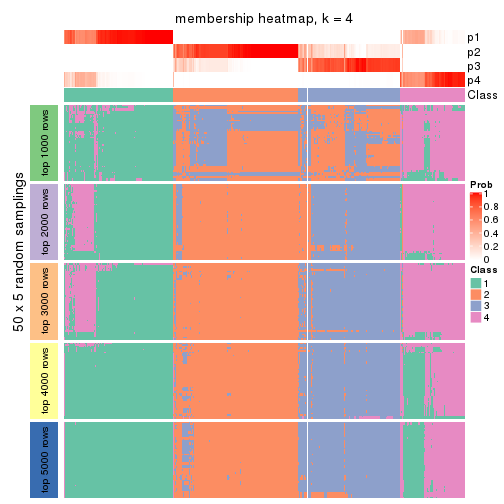 membership heatmap, k = 4
p1
p2
p3
p4
Class
50 x 5 random samplings
top 1000 rows
top 2000 rows
top 3000 rows
top 4000 rows
top 5000 rows
Prob
1
0.8
0.6
0.4
0.2
0
Class
1
2
3
4